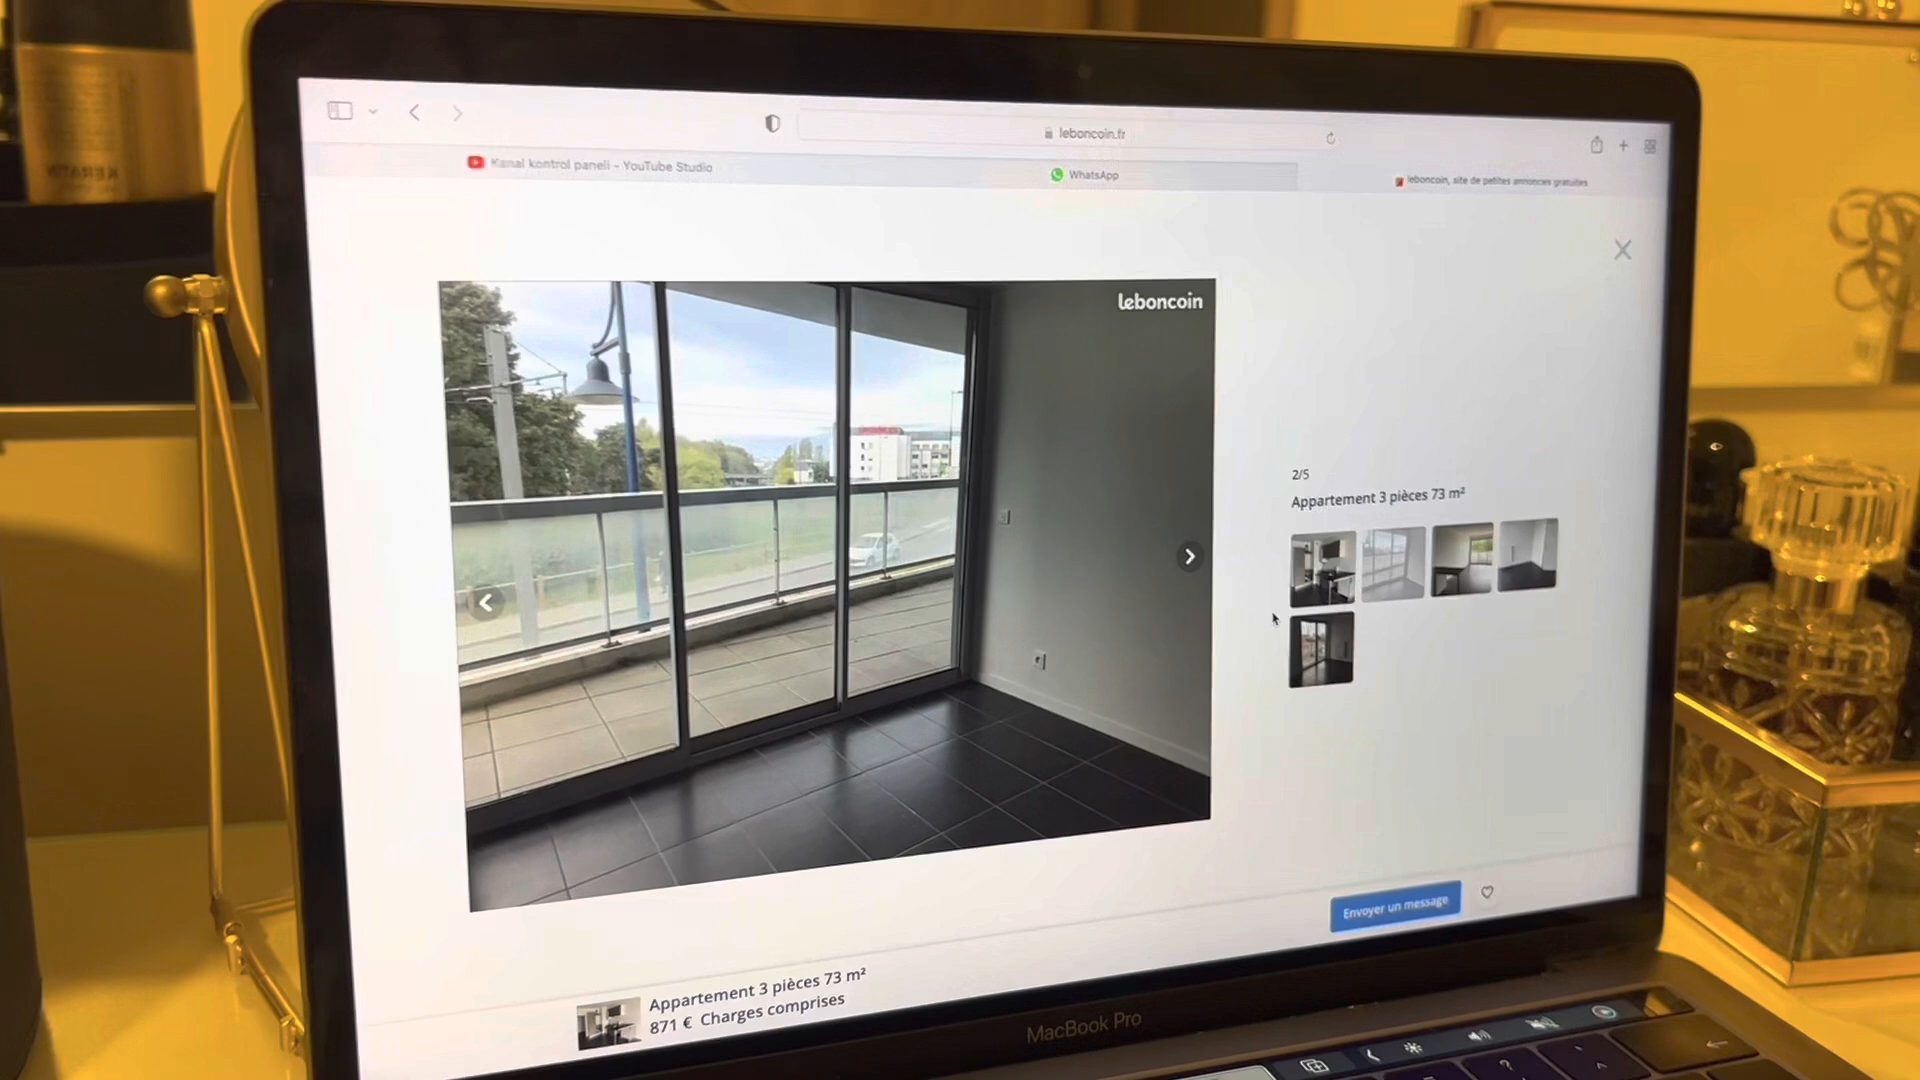 leboncoin.fr
Kanal kontrol paneli - YouTube Studio
WhatsApp
leboncoin, site de petites annonces gratuites
leboncoin
2/5
Appartement 3 pièces 73 m²
Envoyer un message
Appartement 3 pièces 73 m²
871 € Charges comprises
MacBook Pro
KERATIN